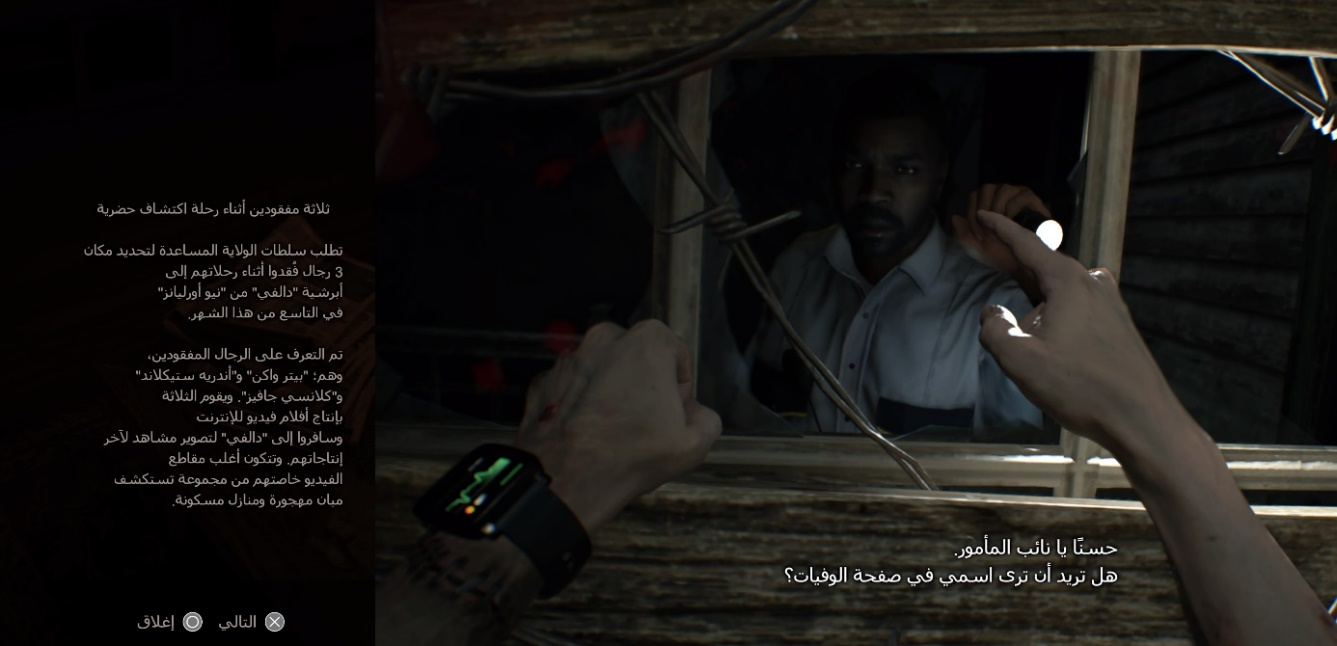 ثلاثة مفقودين أثناء رحلة اكتشاف حضرية
تطلب سلطات الولاية المساعدة لتحديد مكان
3 رجال فُقدوا أثناء رحلاتهم إلى
أبرشية "دالفي" من "نيو أورليانز"
في التاسع من هذا الشهر.
تم التعرف على الرجال المفقودين،
وهم؛ "بيتر واكن" و"أندريه ستيكلاند"
و"كلانسي جافيز". ويقوم الثلاثة
بإنتاج أفلام فيديو للإنترنت
وسافروا إلى "دالفي" لتصوير مشاهد لآخر
إنتاجاتهم. وتتكون أغلب مقاطع
الفيديو خاصتهم من مجموعة تستكشف
مبان مهجورة ومنازل مسكونة.
حسنًا يا نائب المأمور.
هل تريد أن ترى اسمي في صفحة الوفيات؟
التالي إغلاق